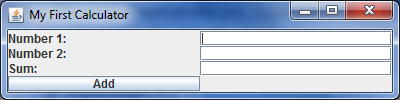 My First Calculator
Number 1:
Number 2:
Sum:
Add